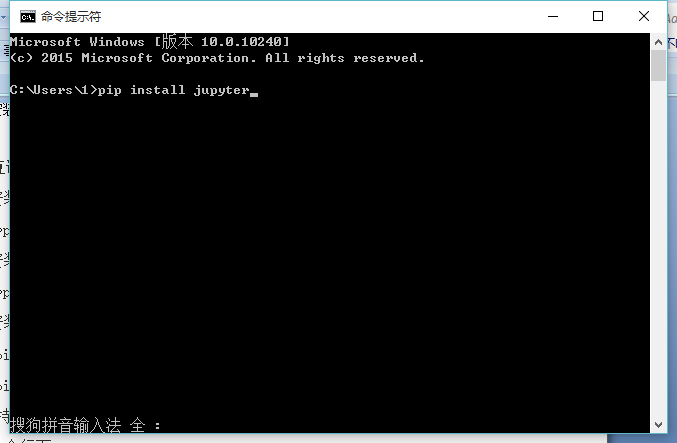 命令提示符
Microsoft Windows [版本 10.0.10240]
(c) 2015 Microsoft Corporation. All rights reserved.
C:\Users\1>pip install jupyter
搜狗拼音输入法 全 :